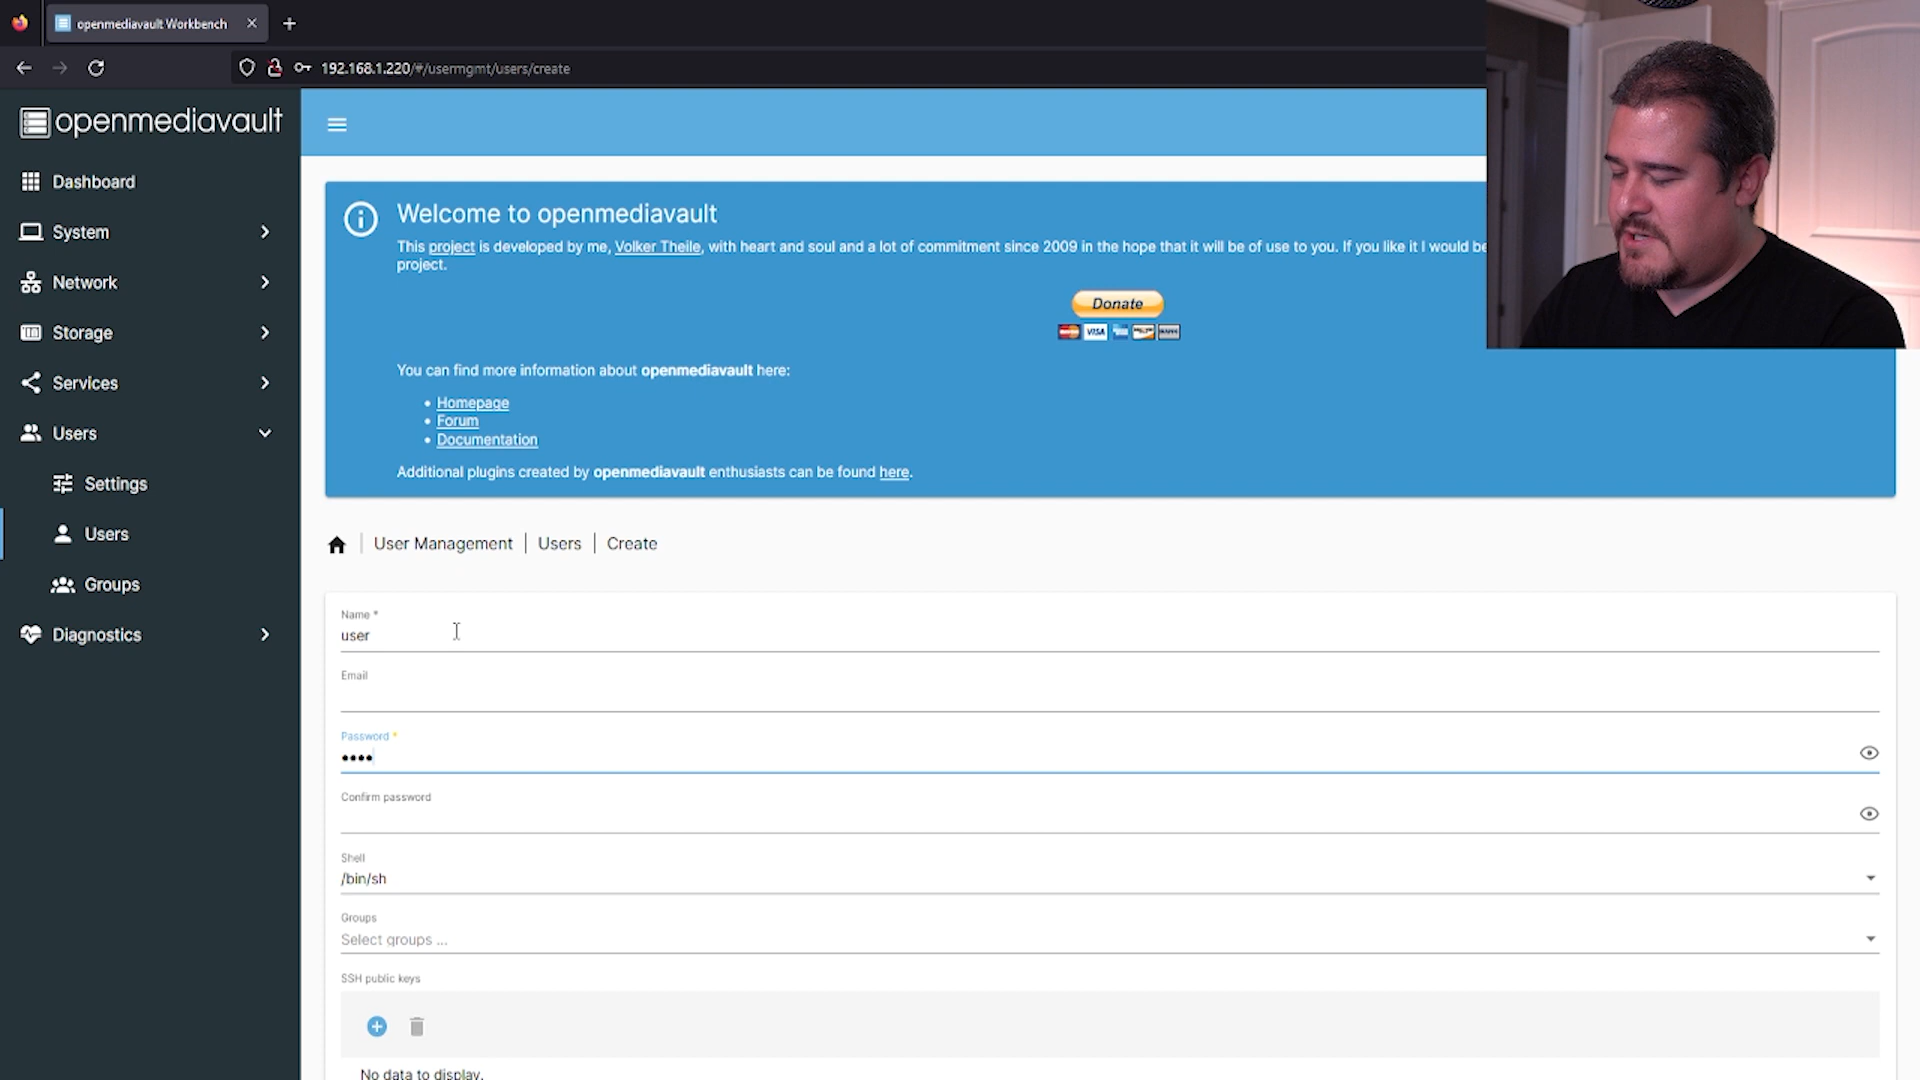 openmediavault Workbench
192.168.1.220/#/usermgmt/users/create
openmediavault
Dashboard
System
Network
Storage
Services
Users
Settings
Users
Groups
Diagnostics
Welcome to openmediavault
This project is developed by me, Volker Theile, with heart and soul and a lot of commitment since 2009 in the hope that it will be of use to you. If you like it I would be
project.
Donate
VISA
You can find more information about openmediavault here:
• Homepage
• Forum
• Documentation
Additional plugins created by openmediavault enthusiasts can be found here.
User Management | Users | Create
Name *
user
Email
Password *
••••
Confirm password
Shell
/bin/sh
Groups
Select groups ...
SSH public keys
No data to display.